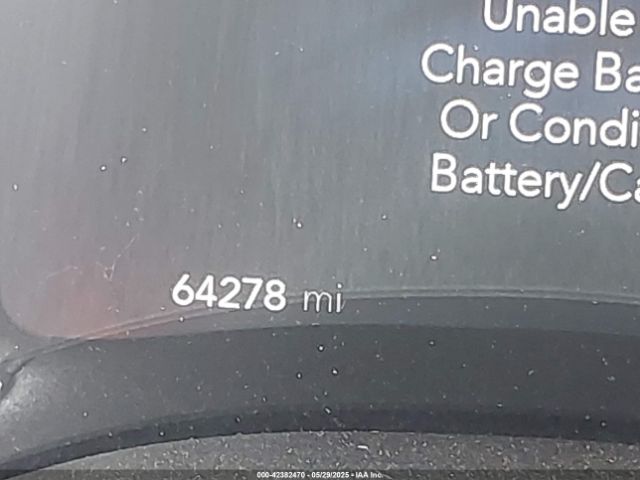 Unable
Charge Ba
Or Condi
Battery/Ca
64278 mi
000-42382470 - 05/29/2025 - IAA Inc.